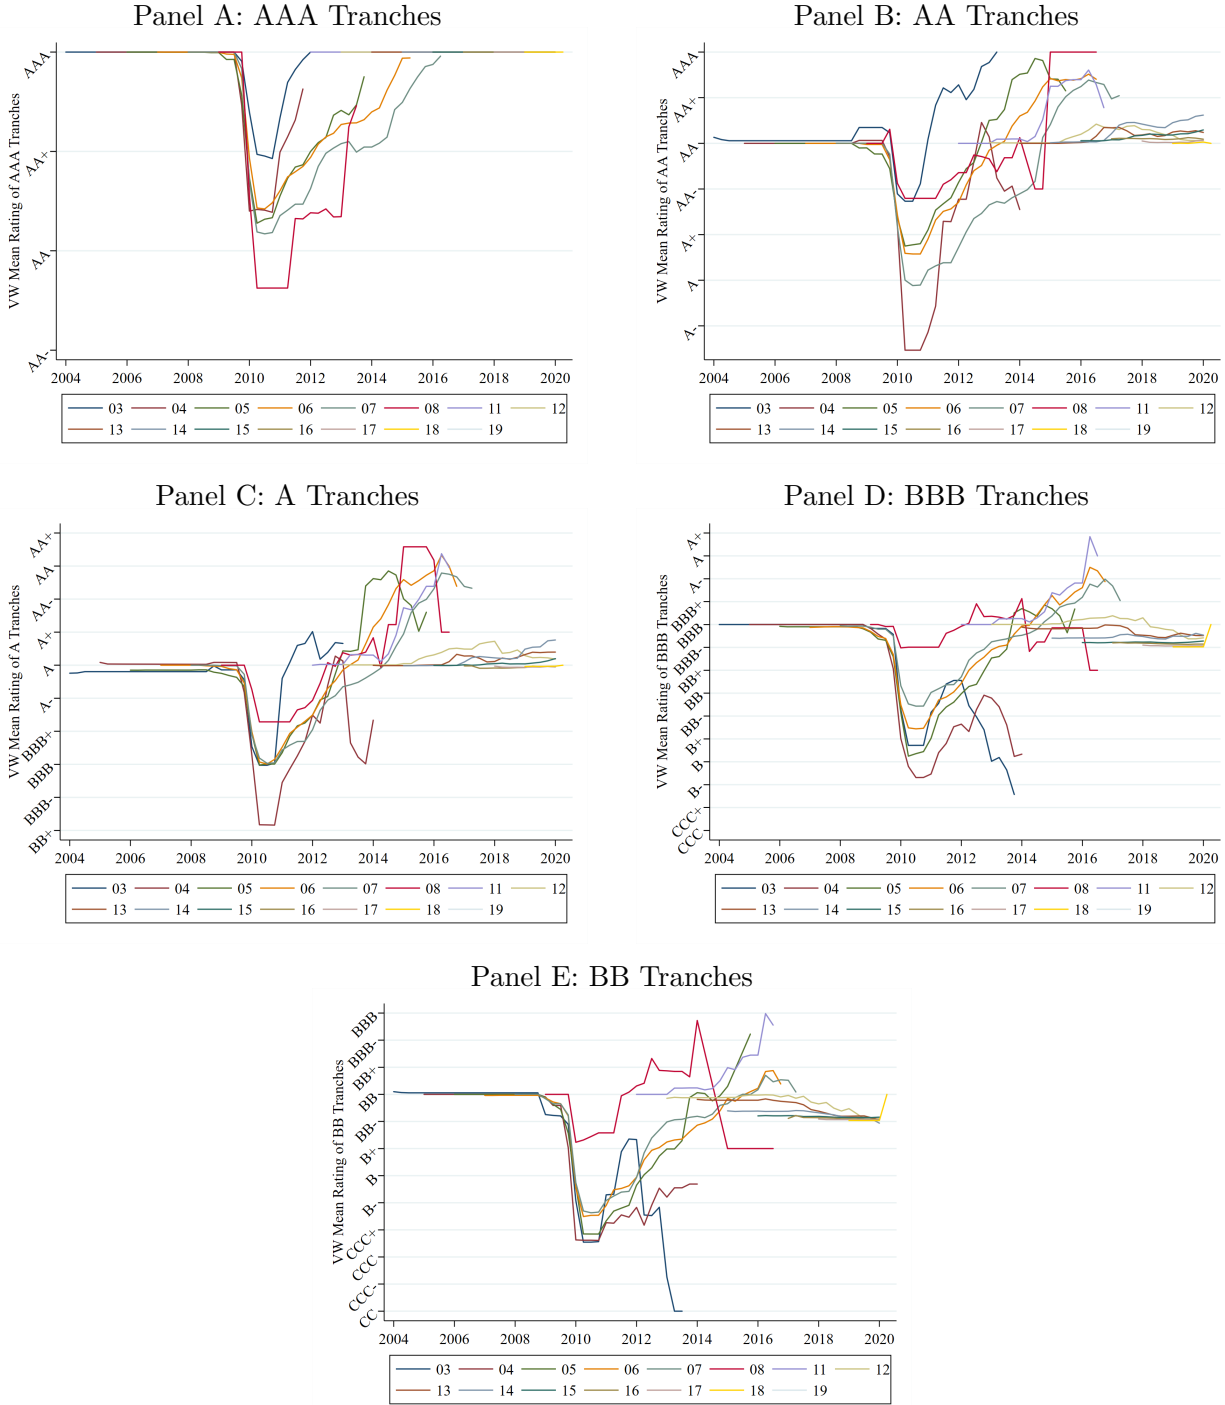 Panel A: AAA Tranches
VW Mean Rating of AAA Tranches
AAA
AA+
AA
AA-
2004 2006 2008 2010 2012 2014 2016 2018 2020
03 04 05 06 07 08 11 12
13 14 15 16 17 18 19
Panel B: AA Tranches
VW Mean Rating of AA Tranches
AAA
AA+
AA
AA-
A+
A
A-
2004 2006 2008 2010 2012 2014 2016 2018 2020
03 04 05 06 07 08 11 12
13 14 15 16 17 18 19
Panel C: A Tranches
VW Mean Rating of A Tranches
AA+
AA
AA-
A+
A
A-
BBB+
BBB
BBB-
BB+
2004 2006 2008 2010 2012 2014 2016 2018 2020
03 04 05 06 07 08 11 12
13 14 15 16 17 18 19
Panel D: BBB Tranches
VW Mean Rating of BBB Tranches
A+
A
A-
BBB+
BBB
BBB-
BB+
BB
BB-
B+
B
B-
CCC+
CCC
2004 2006 2008 2010 2012 2014 2016 2018 2020
03 04 05 06 07 08 11 12
13 14 15 16 17 18 19
Panel E: BB Tranches
VW Mean Rating of BB Tranches
BBB
BBB-
BB+
BB
BB-
B+
B
B-
CCC+
CCC
CCC-
CC
2004 2006 2008 2010 2012 2014 2016 2018 2020
03 04 05 06 07 08 11 12
13 14 15 16 17 18 19